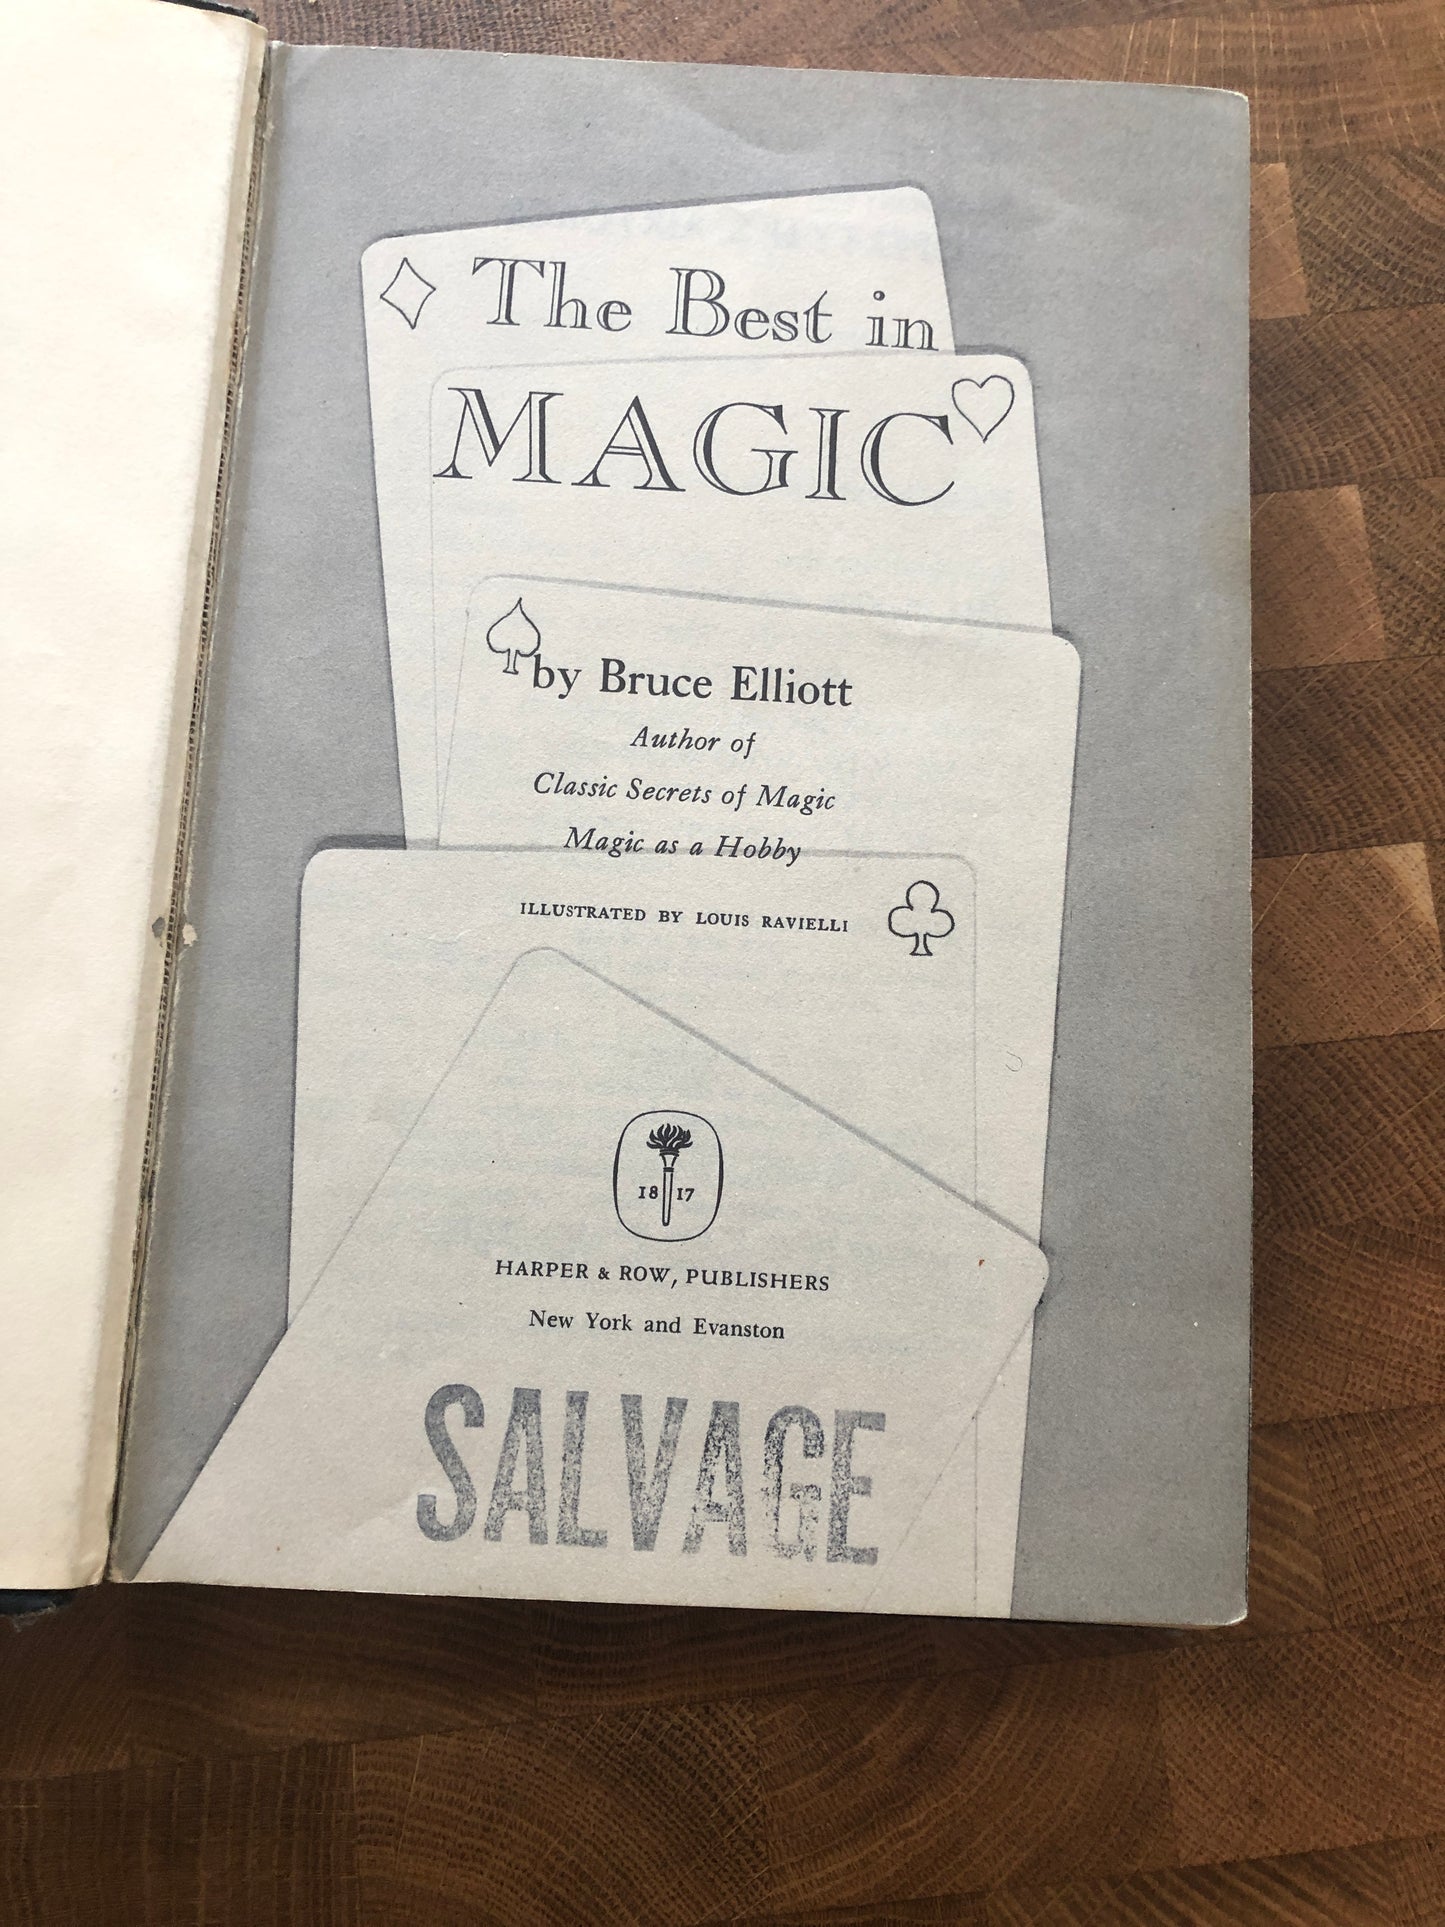 The Best in
MAGIC
by Bruce Elliott
Author of
Classic Secrets of Magic
Magic as a Hobby
ILLUSTRATED BY LOUIS RAVIELLI
18 17
HARPER & ROW, PUBLISHERS
New York and Evanston
SALVAGE